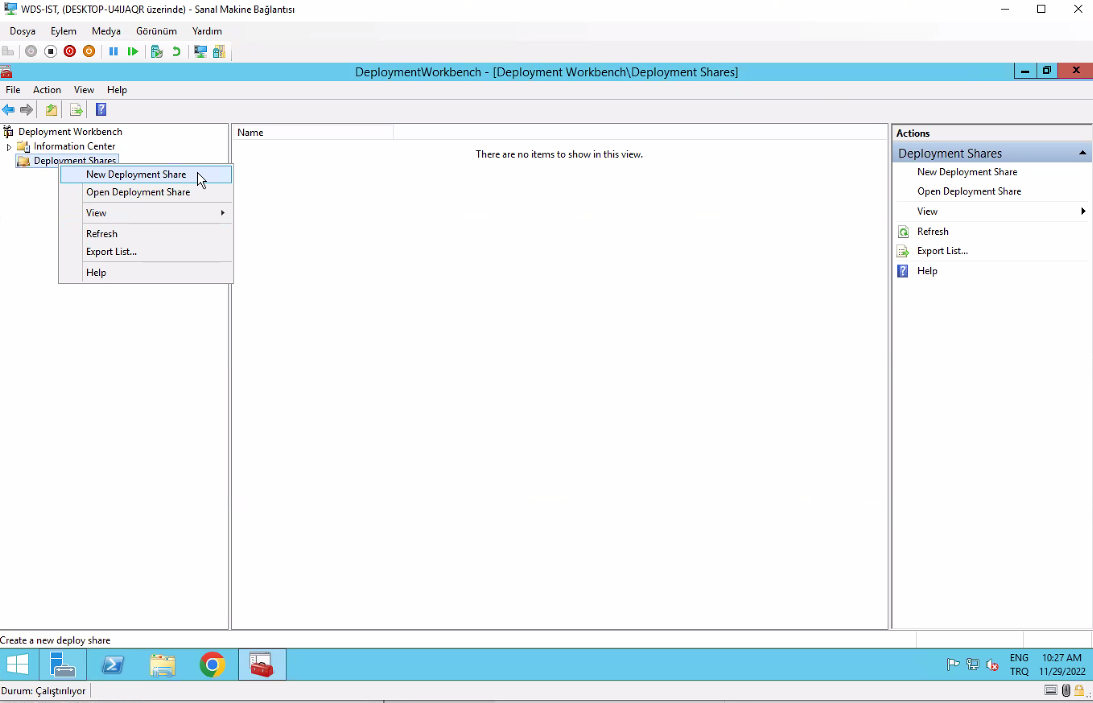 WDS-IST, (DESKTOP-U4IJAQR üzerinde) - Sanal Makine Bağlantısı
Dosya Eylem Medya Görünüm Yardım
DeploymentWorkbench - [Deployment Workbench\Deployment Shares]
File Action View Help
Deployment Workbench
Information Center
Deployment Shares
New Deployment Share
Open Deployment Share
View
Refresh
Export List...
Help
Name
There are no items to show in this view.
Actions
Deployment Shares
New Deployment Share
Open Deployment Share
View
Refresh
Export List...
Help
Create a new deploy share
ENG 10:27 AM
TRQ 11/29/2022
Durum: Çalıştırılıyor